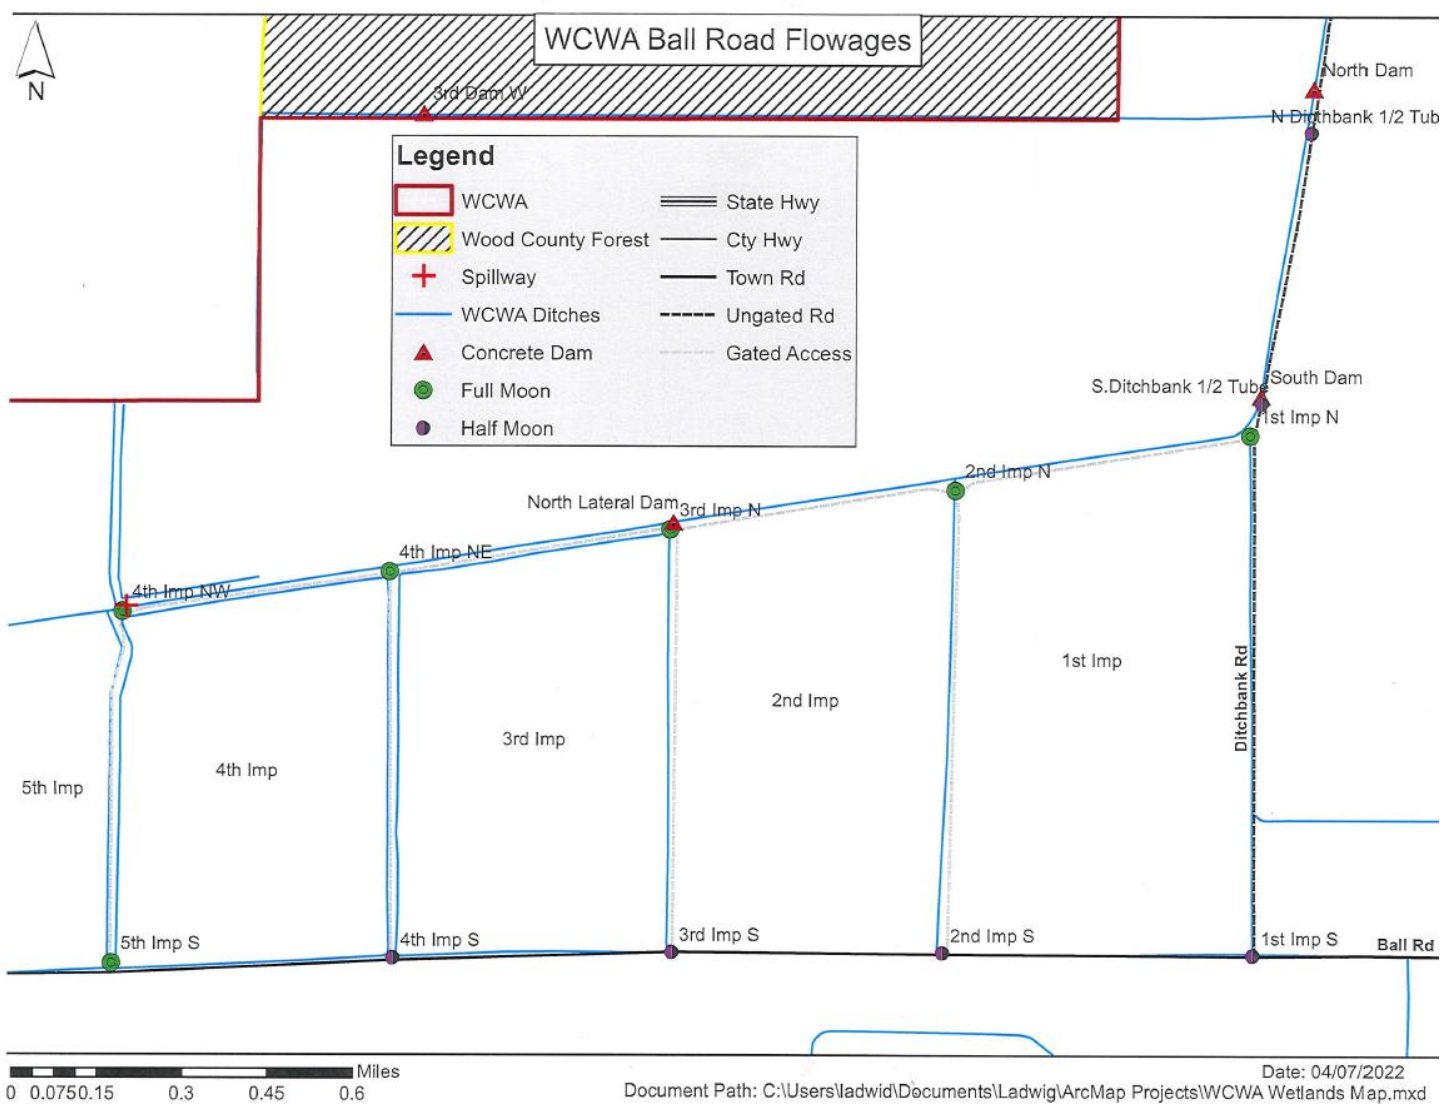 WCWA Ball Road Flowages
N
North Dam
3rd Dam W
N Dicthbank 1/2 Tub
Legend
WCWA
State Hwy
Wood County Forest
Cty Hwy
Spillway
Town Rd
WCWA Ditches
Ungated Rd
Concrete Dam
Gated Access
Full Moon
Half Moon
South Dam
S.Ditchbank 1/2 Tube
1st Imp N
2nd Imp N
North Lateral Dam
3rd Imp N
4th Imp NE
4th Imp NW
1st Imp
Ditchbank Rd
2nd Imp
3rd Imp
4th Imp
5th Imp
5th Imp S
4th Imp S
3rd Imp S
2nd Imp S
1st Imp S
Ball Rd
Miles
0 0.075 0.15 0.3 0.45 0.6
Date: 04/07/2022
Document Path: C:\Users\ladwid\Documents\Ladwig\ArcMap Projects\WCWA Wetlands Map.mxd